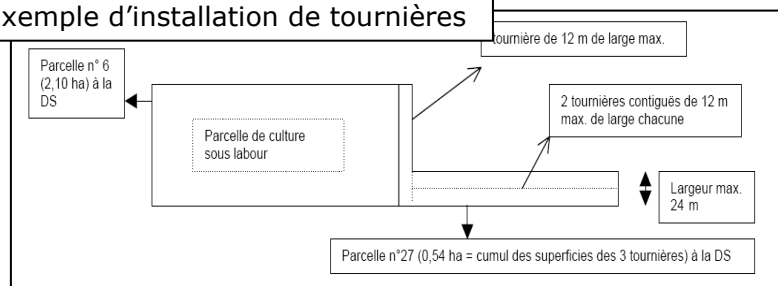 xemple d'installation de tournières
tournière de 12 m de large max.
Parcelle n° 6
(2,10 ha) à la
DS
2 tournières contiguës de 12 m
max. de large chacune
Parcelle de culture
sous labour
Largeur max.
24 m
Parcelle n°27 (0,54 ha = cumul des superficies des 3 tournières) à la DS